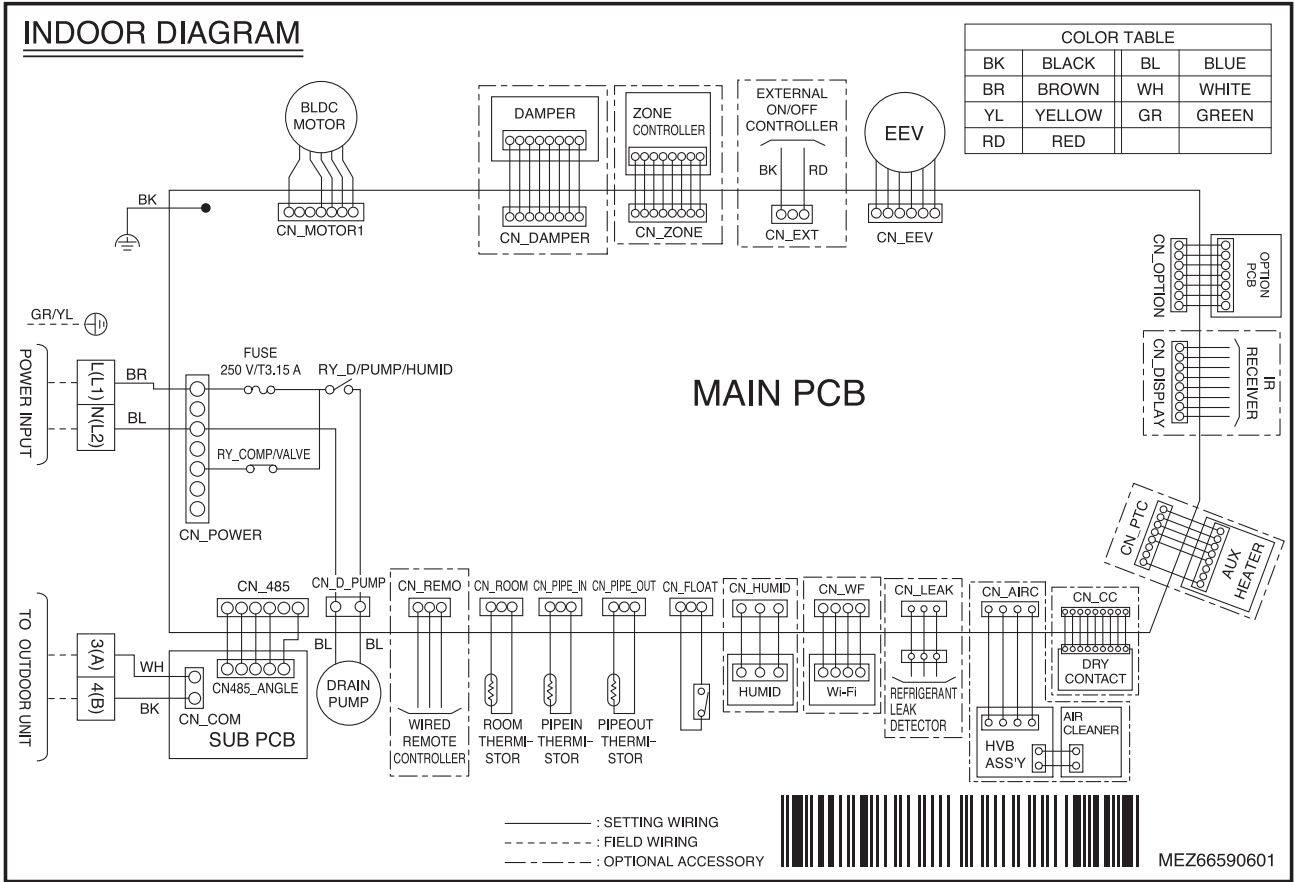 INDOOR DIAGRAM
COLOR TABLE
BK BLACK BL BLUE
BR BROWN WH WHITE
YL YELLOW GR GREEN
RD RED
BLDC
MOTOR
CN_MOTOR1
DAMPER
CN_DAMPER
ZONE
CONTROLLER
CN_ZONE
EXTERNAL
ON/OFF
CONTROLLER
BK RD
CN_EXT
EEV
CN_EEV
BK
CN_OPTION
OPTION
PCB
CN_DISPLAY
IR
RECEIVER
CN_PTC
AUX
HEATER
GR/YL
POWER INPUT
L(L1)
N(L2)
BR
BL
FUSE
250 V/T3.15 A
RY_D/PUMP/HUMID
RY_COMP/VALVE
CN_POWER
MAIN PCB
TO OUTDOOR UNIT
3(A)
4(B)
WH
BK
CN_COM
CN_485
CN485_ANGLE
SUB PCB
CN_D_PUMP
BL BL
DRAIN
PUMP
CN_REMO
WIRED
REMOTE
CONTROLLER
CN_ROOM
ROOM
THERMI-
STOR
CN_PIPE_IN
PIPEIN
THERMI-
STOR
CN_PIPE_OUT
PIPEOUT
THERMI-
STOR
CN_FLOAT
CN_HUMID
HUMID
CN_WF
Wi-Fi
CN_LEAK
REFRIGERANT
LEAK
DETECTOR
CN_AIRC
HVB
ASS'Y
AIR
CLEANER
CN_CC
DRY
CONTACT
: SETTING WIRING
: FIELD WIRING
: OPTIONAL ACCESSORY
MEZ66590601